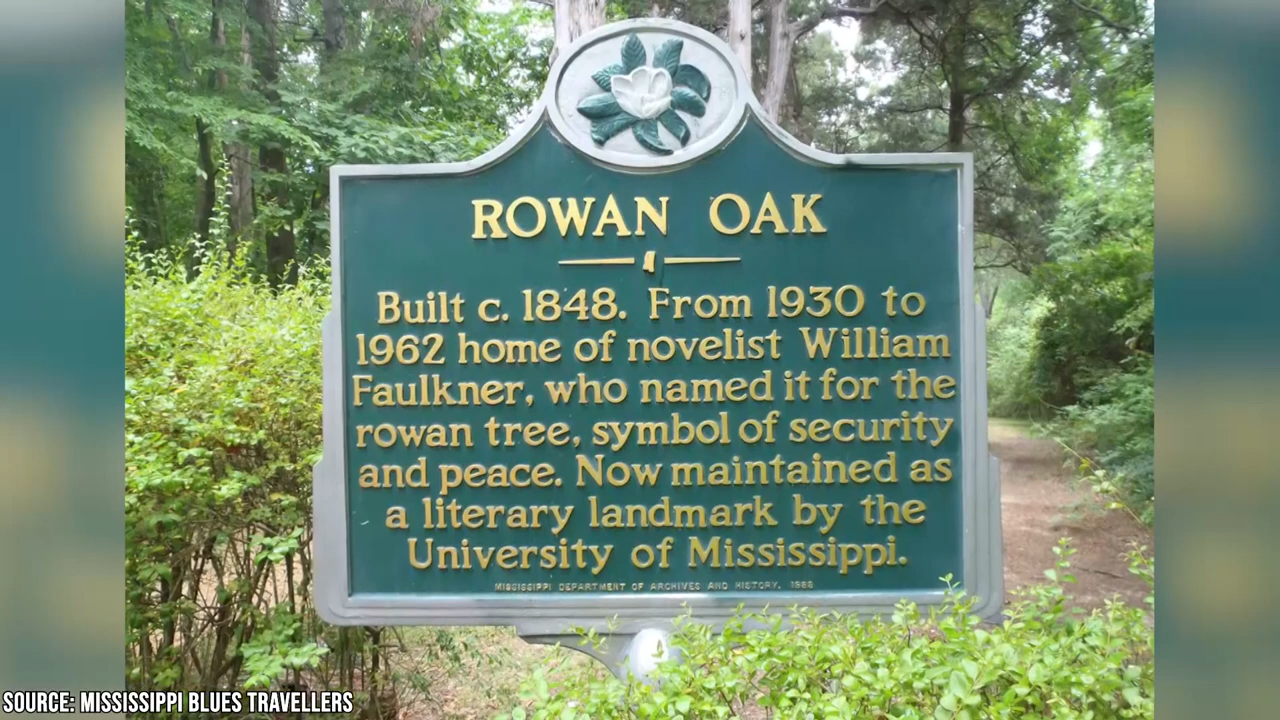 ROWAN OAK
Built c. 1848. From 1930 to
1962 home of novelist William
Faulkner, who named it for the
rowan tree, symbol of security
and peace. Now maintained as
a literary landmark by the
University of Mississippi.
MISSISSIPPI DEPARTMENT OF ARCHIVES AND HISTORY,
SOURCE: MISSISSIPPI BLUES TRAVELLERS